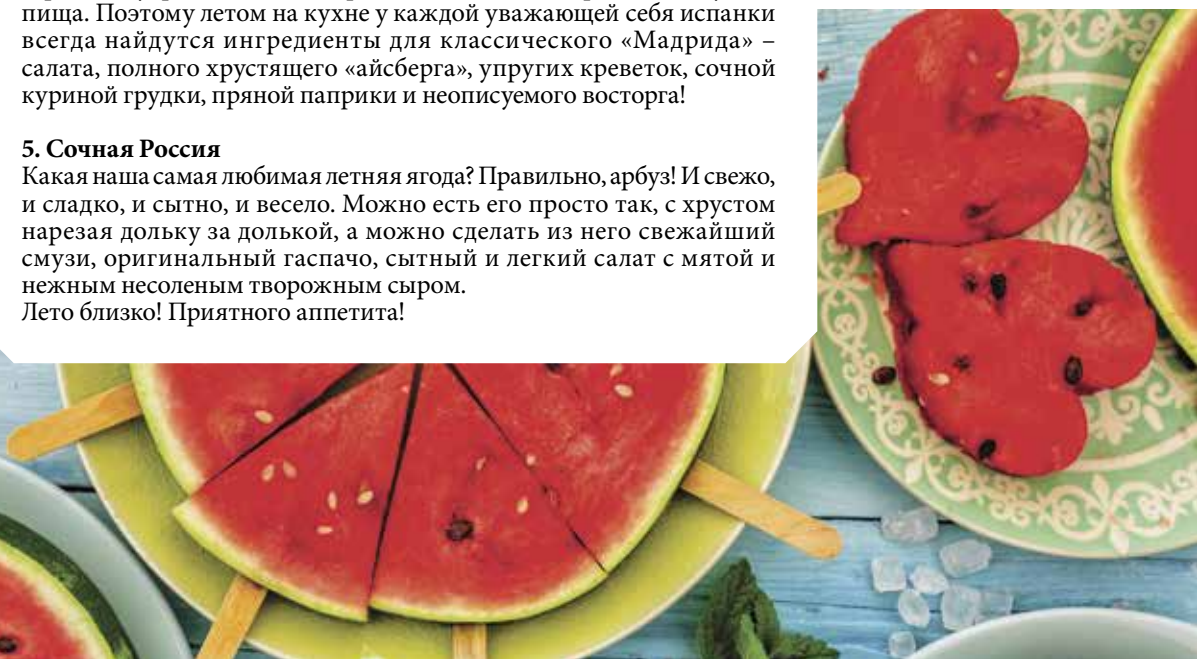 пища. Поэтому летом на кухне у каждой уважающей себя испанки
всегда найдутся ингредиенты для классического «Мадрида» –
салата, полного хрустящего «айсберга», упругих креветок, сочной
куриной грудки, пряной паприки и неописуемого восторга!
5. Сочная Россия
Какая наша самая любимая летняя ягода? Правильно, арбуз! И свежо,
и сладко, и сытно, и весело. Можно есть его просто так, с хрустом
нарезая дольку за долькой, а можно сделать из него свежайший
смузи, оригинальный гаспачо, сытный и легкий салат с мятой и
нежным несоленым творожным сыром.
Лето близко! Приятного аппетита!